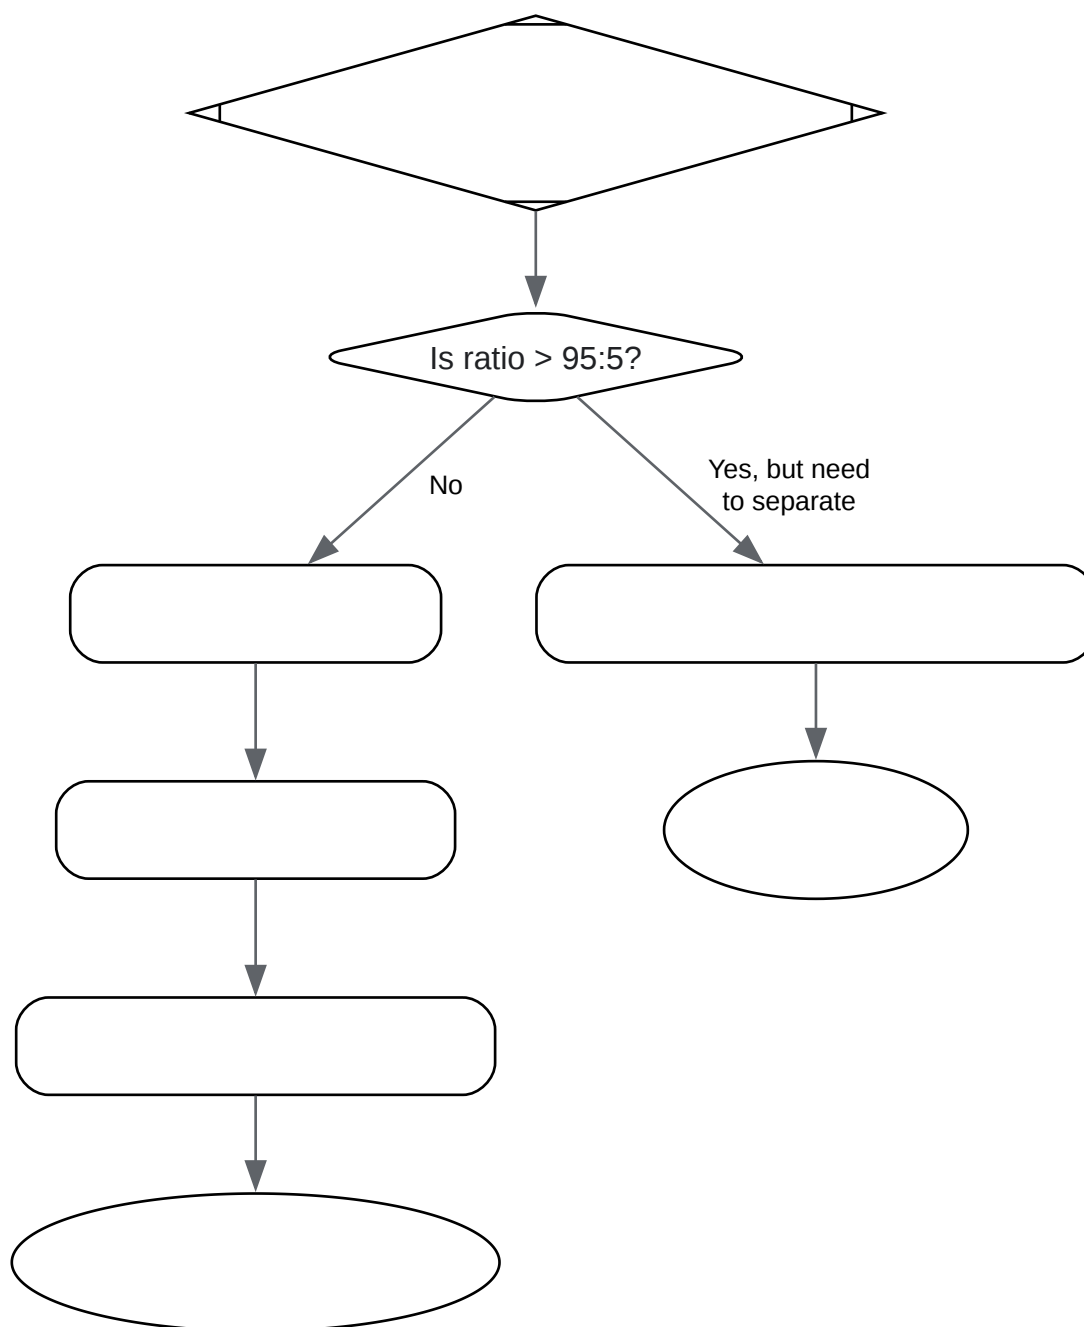 Is ratio > 95:5?
Yes, but need
to separate
No